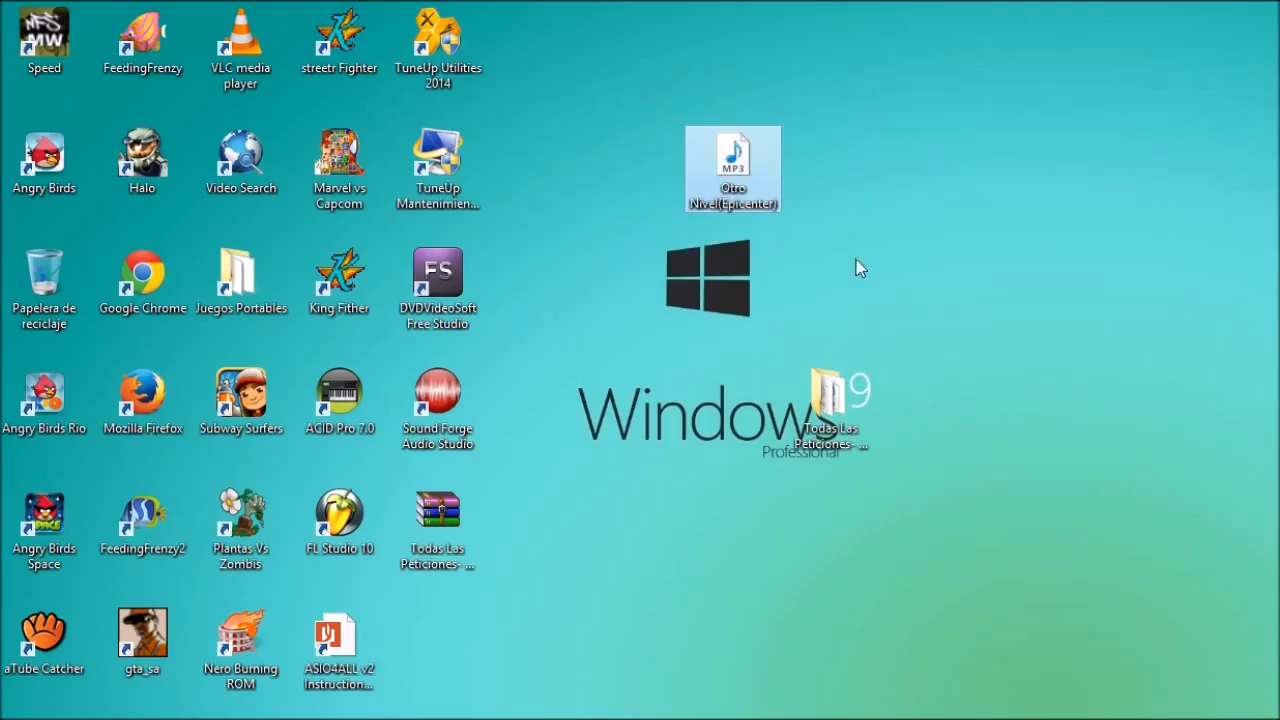 NFS
MW
Speed
FeedingFrenzy
VLC media
player
streetr Fighter
TuneUp Utilities
2014
Angry Birds
Halo
Video Search
Marvel vs
Capcom
TuneUp
Mantenimien...
MP3
Otro
Nivel(Epicenter)
Papelera de
reciclaje
Google Chrome
Juegos Portables
King Fither
FS
DVDVideoSoft
Free Studio
Angry Birds Rio
Mozilla Firefox
Subway Surfers
ACID Pro 7.0
Sound Forge
Audio Studio
Windows 9
Professional
Todas Las
Peticiones- ...
SPACE
Angry Birds
Space
FeedingFrenzy2
Plantas Vs
Zombis
FL Studio 10
Todas Las
Peticiones- ...
aTube Catcher
gta_sa
Nero Burning
ROM
ASIO4ALL v2
Instruction...